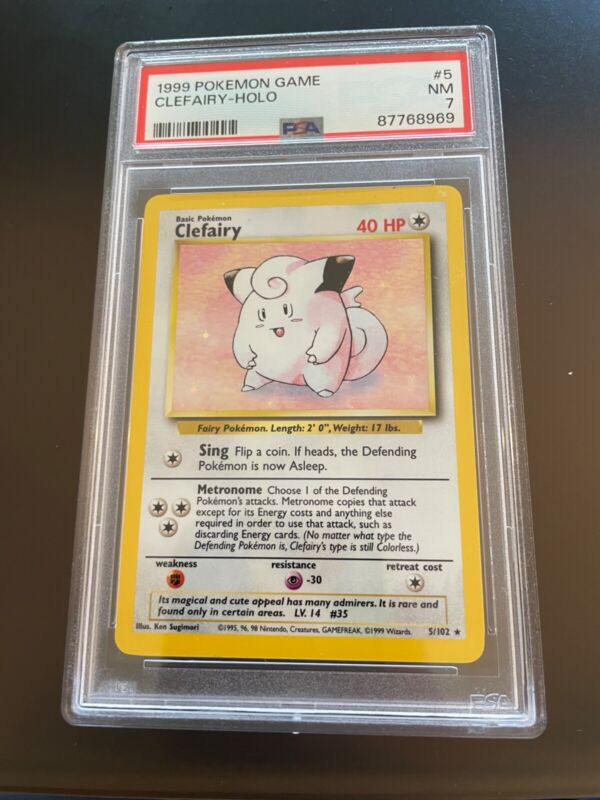 1999 POKEMON GAME
#5
CLEFAIRY-HOLO
NM
7
PSA
87768969
Basic Pokémon
Clefairy
40 HP
Fairy Pokémon. Length: 2' 0", Weight: 17 lbs.
Sing Flip a coin. If heads, the Defending
Pokémon is now Asleep.
Metronome Choose 1 of the Defending
Pokémon's attacks. Metronome copies that attack
except for its Energy costs and anything else
required in order to use that attack, such as
discarding Energy cards. (No matter what type the
Defending Pokémon is, Clefairy's type is still Colorless.)
weakness
resistance
retreat cost
-30
Its magical and cute appeal has many admirers. It is rare and
found only in certain areas. LV. 14 #35
Illus. Ken Sugimori
©1995, 96, 98 Nintendo, Creatures, GAMEFREAK. ©1999 Wizards.
5/102 ★
PSA